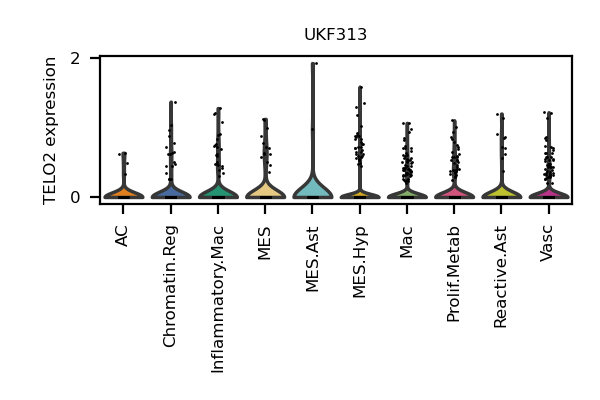 UKF313
TELO2 expression
2
0
AC
Chromatin.Reg
Inflammatory.Mac
MES
MES.Ast
MES.Hyp
Mac
Prolif.Metab
Reactive.Ast
Vasc